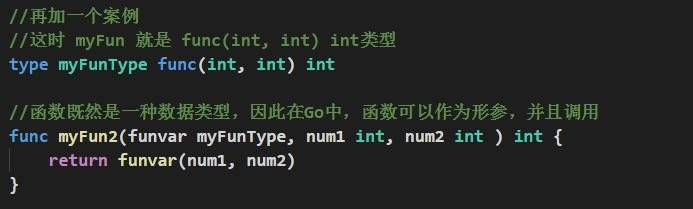 //再加一个案例
//这时 myFun 就是 func(int, int) int类型
type myFunType func(int, int) int
//函数既然是一种数据类型，因此在Go中，函数可以作为形参，并且调用
func myFun2(funvar myFunType, num1 int, num2 int ) int {
    return funvar(num1, num2)
}